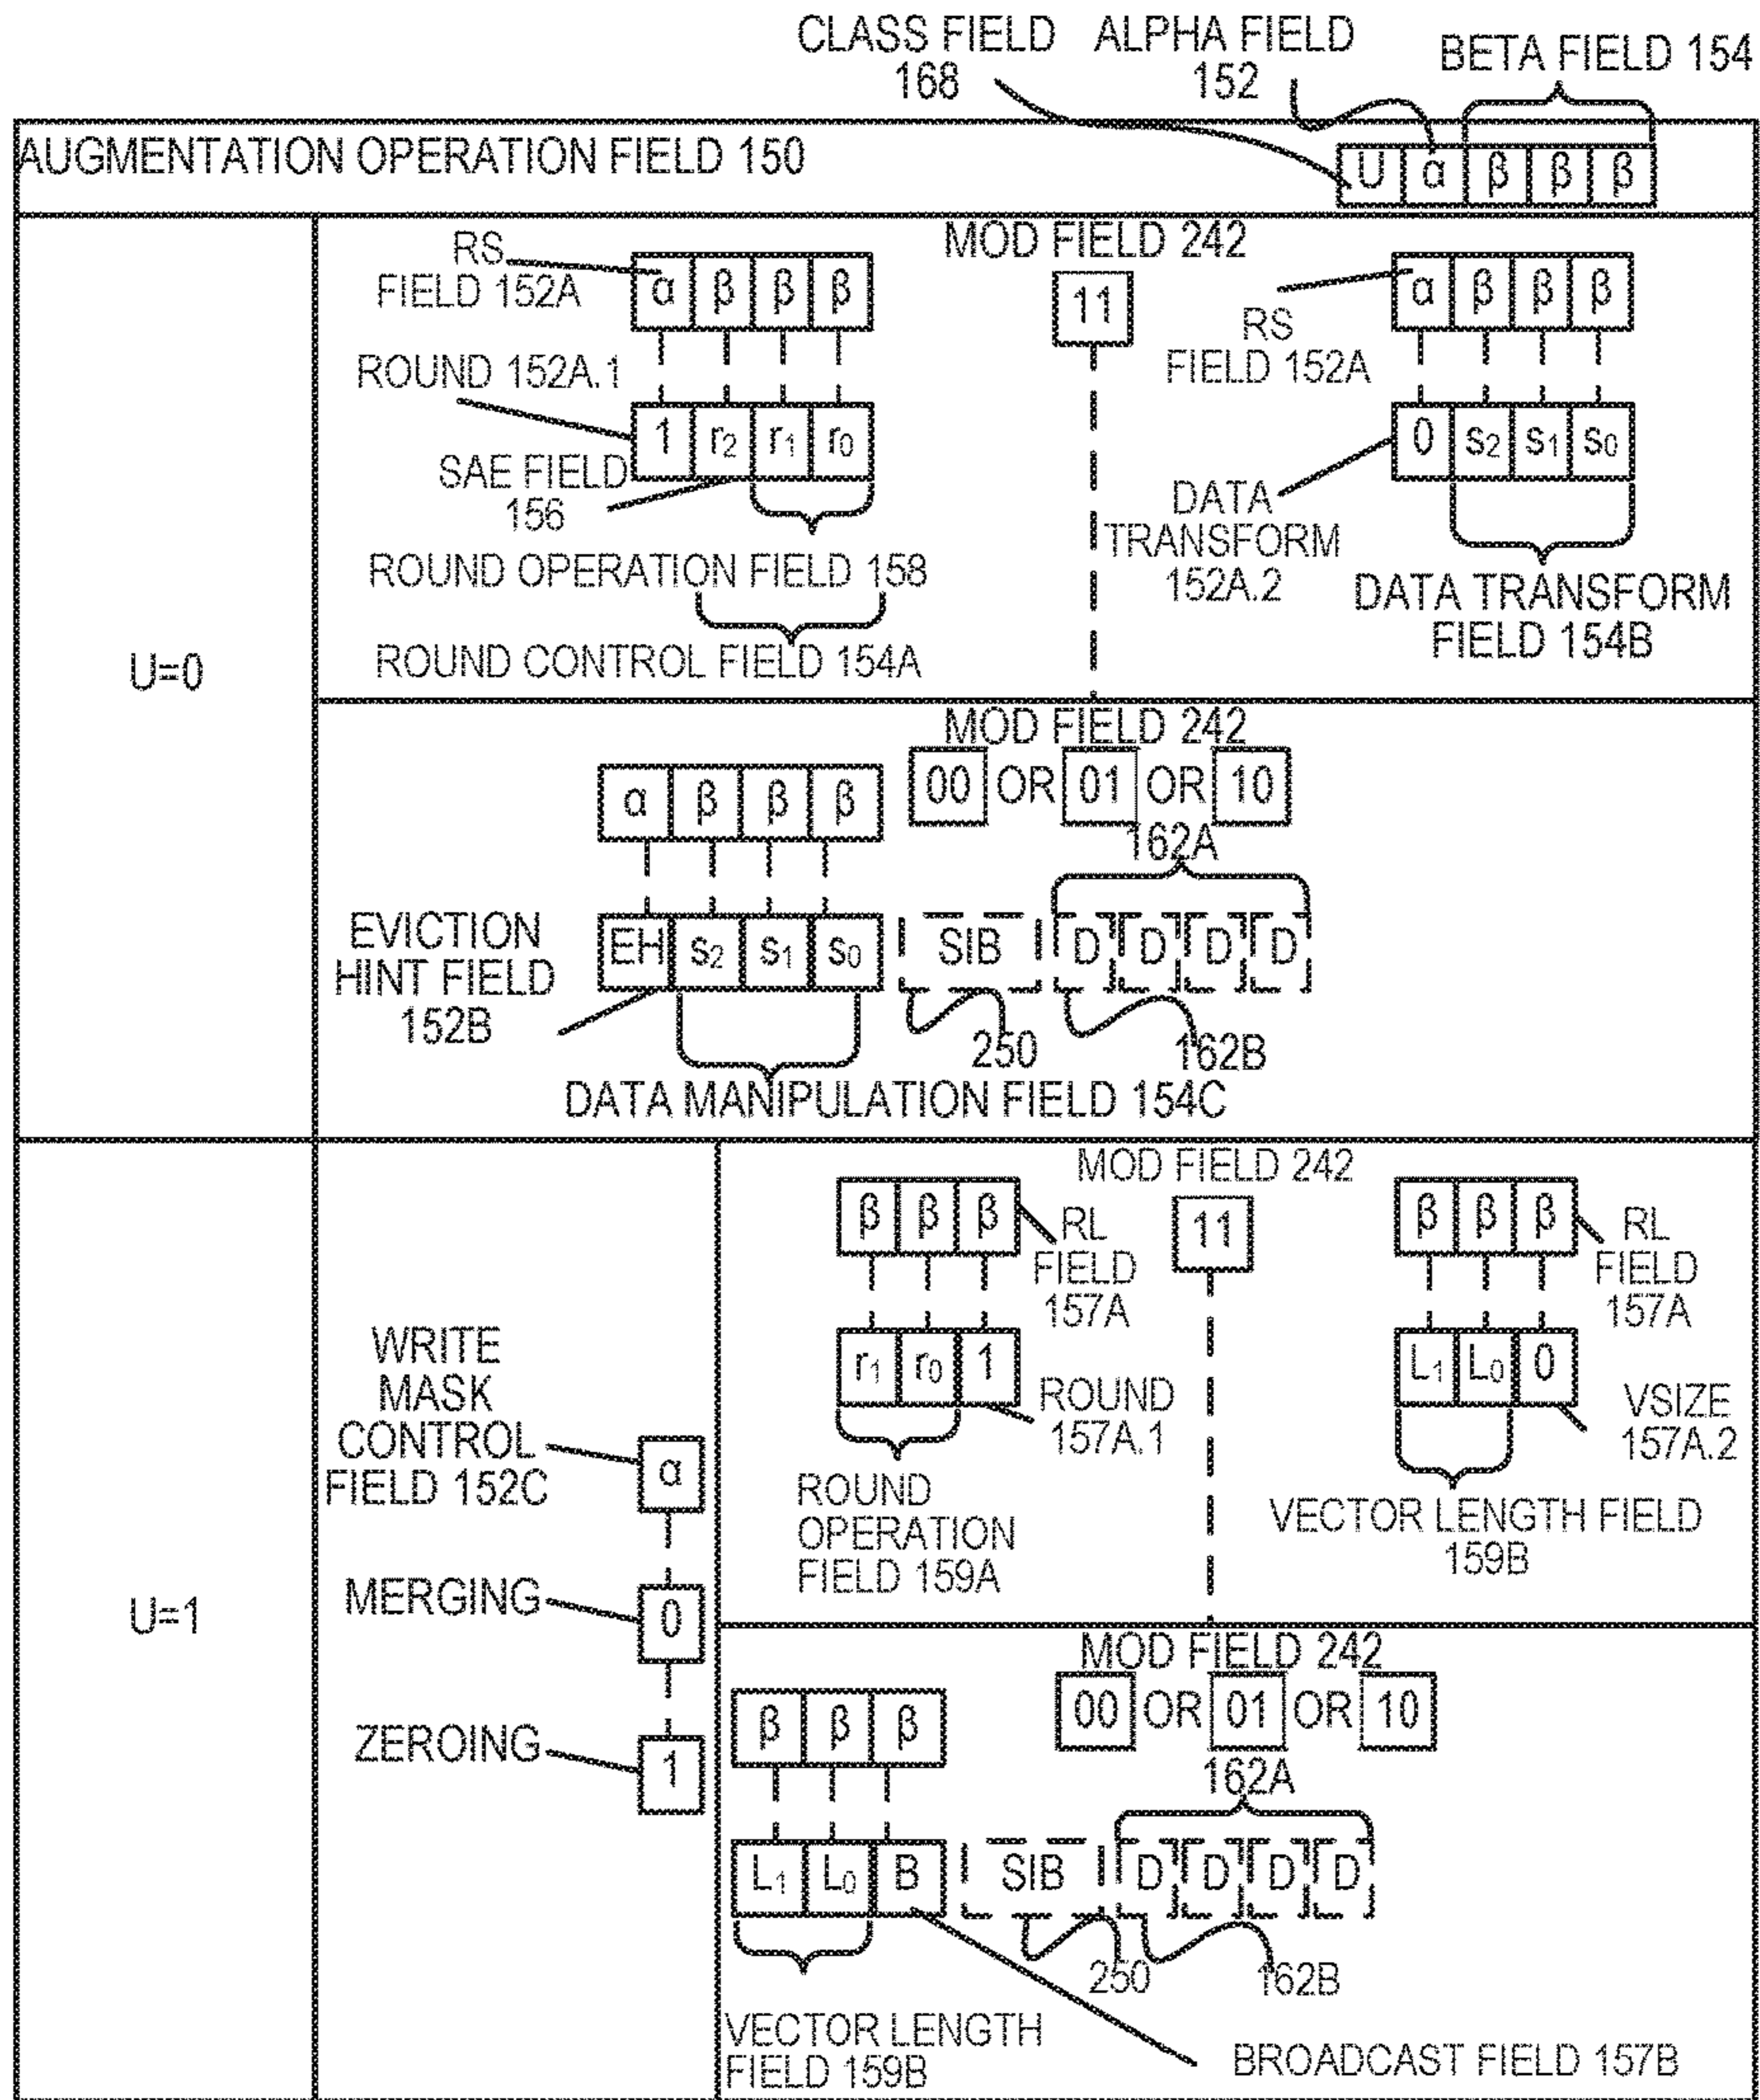 CLASS FIELD
168
ALPHA FIELD
152
BETA FIELD 154
AUGMENTATION OPERATION FIELD 150
U α β β β
U=0
RS
FIELD 152A
α β β β
ROUND 152A.1
1 r2 r1 r0
SAE FIELD
156
ROUND OPERATION FIELD 158
ROUND CONTROL FIELD 154A
MOD FIELD 242
11
α β β β
RS
FIELD 152A
0 s2 s1 s0
DATA
TRANSFORM
152A.2
DATA TRANSFORM
FIELD 154B
MOD FIELD 242
00 OR 01 OR 10
α β β β
162A
EVICTION
HINT FIELD
152B
EH s2 s1 s0 SIB D D D D
250
162B
DATA MANIPULATION FIELD 154C
U=1
WRITE
MASK
CONTROL
FIELD 152C
α
MERGING
0
ZEROING
1
MOD FIELD 242
11
β β β
RL
FIELD
157A
r1 r0 1
ROUND
157A.1
ROUND
OPERATION
FIELD 159A
β β β
RL
FIELD
157A
L1 L0 0
VSIZE
157A.2
VECTOR LENGTH FIELD
159B
MOD FIELD 242
00 OR 01 OR 10
β β β
162A
L1 L0 B SIB D D D D
250
162B
VECTOR LENGTH
FIELD 159B
BROADCAST FIELD 157B